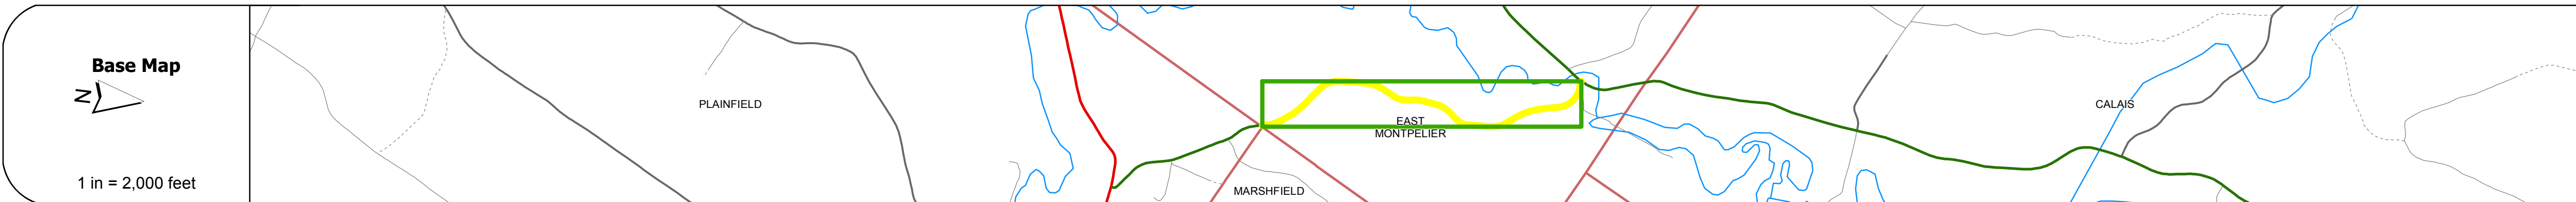 Base Map
N
1 in = 2,000 feet
PLAINFIELD
EAST
MONTPELIER
MARSHFIELD
CALAIS